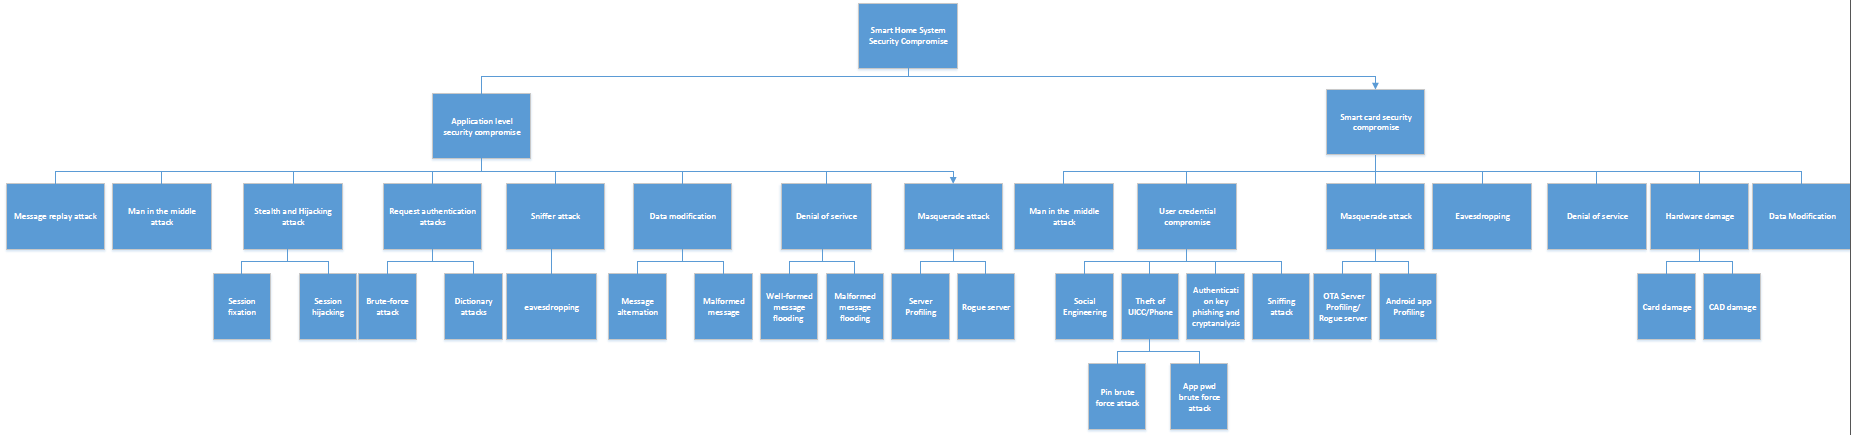 Smart Home System
Security Compromise
Application level
security compromise
Smart card security
compromise
Message replay attack
Man in the middle
attack
Stealth and Hijacking
attack
Request authentication
attacks
Sniffer attack
Data modification
Denial of serivce
Masquerade attack
Man in the middle
attack
User credential
compromise
Masquerade attack
Eavesdropping
Denial of service
Hardware damage
Data Modification
Session
fixation
Session
hijacking
Brute-force
attack
Dictionary
attacks
eavesdropping
Message
alternation
Malformed
message
Well-formed
message
flooding
Malformed
message
flooding
Server
Profiling
Rogue server
Social
Engineering
Theft of
UICC/Phone
Authenticati
on key
phishing and
cryptanalysis
Sniffing
attack
OTA Server
Profiling/
Rogue server
Android app
Profiling
Card damage
CAD damage
Pin brute
force attack
App pwd
brute force
attack